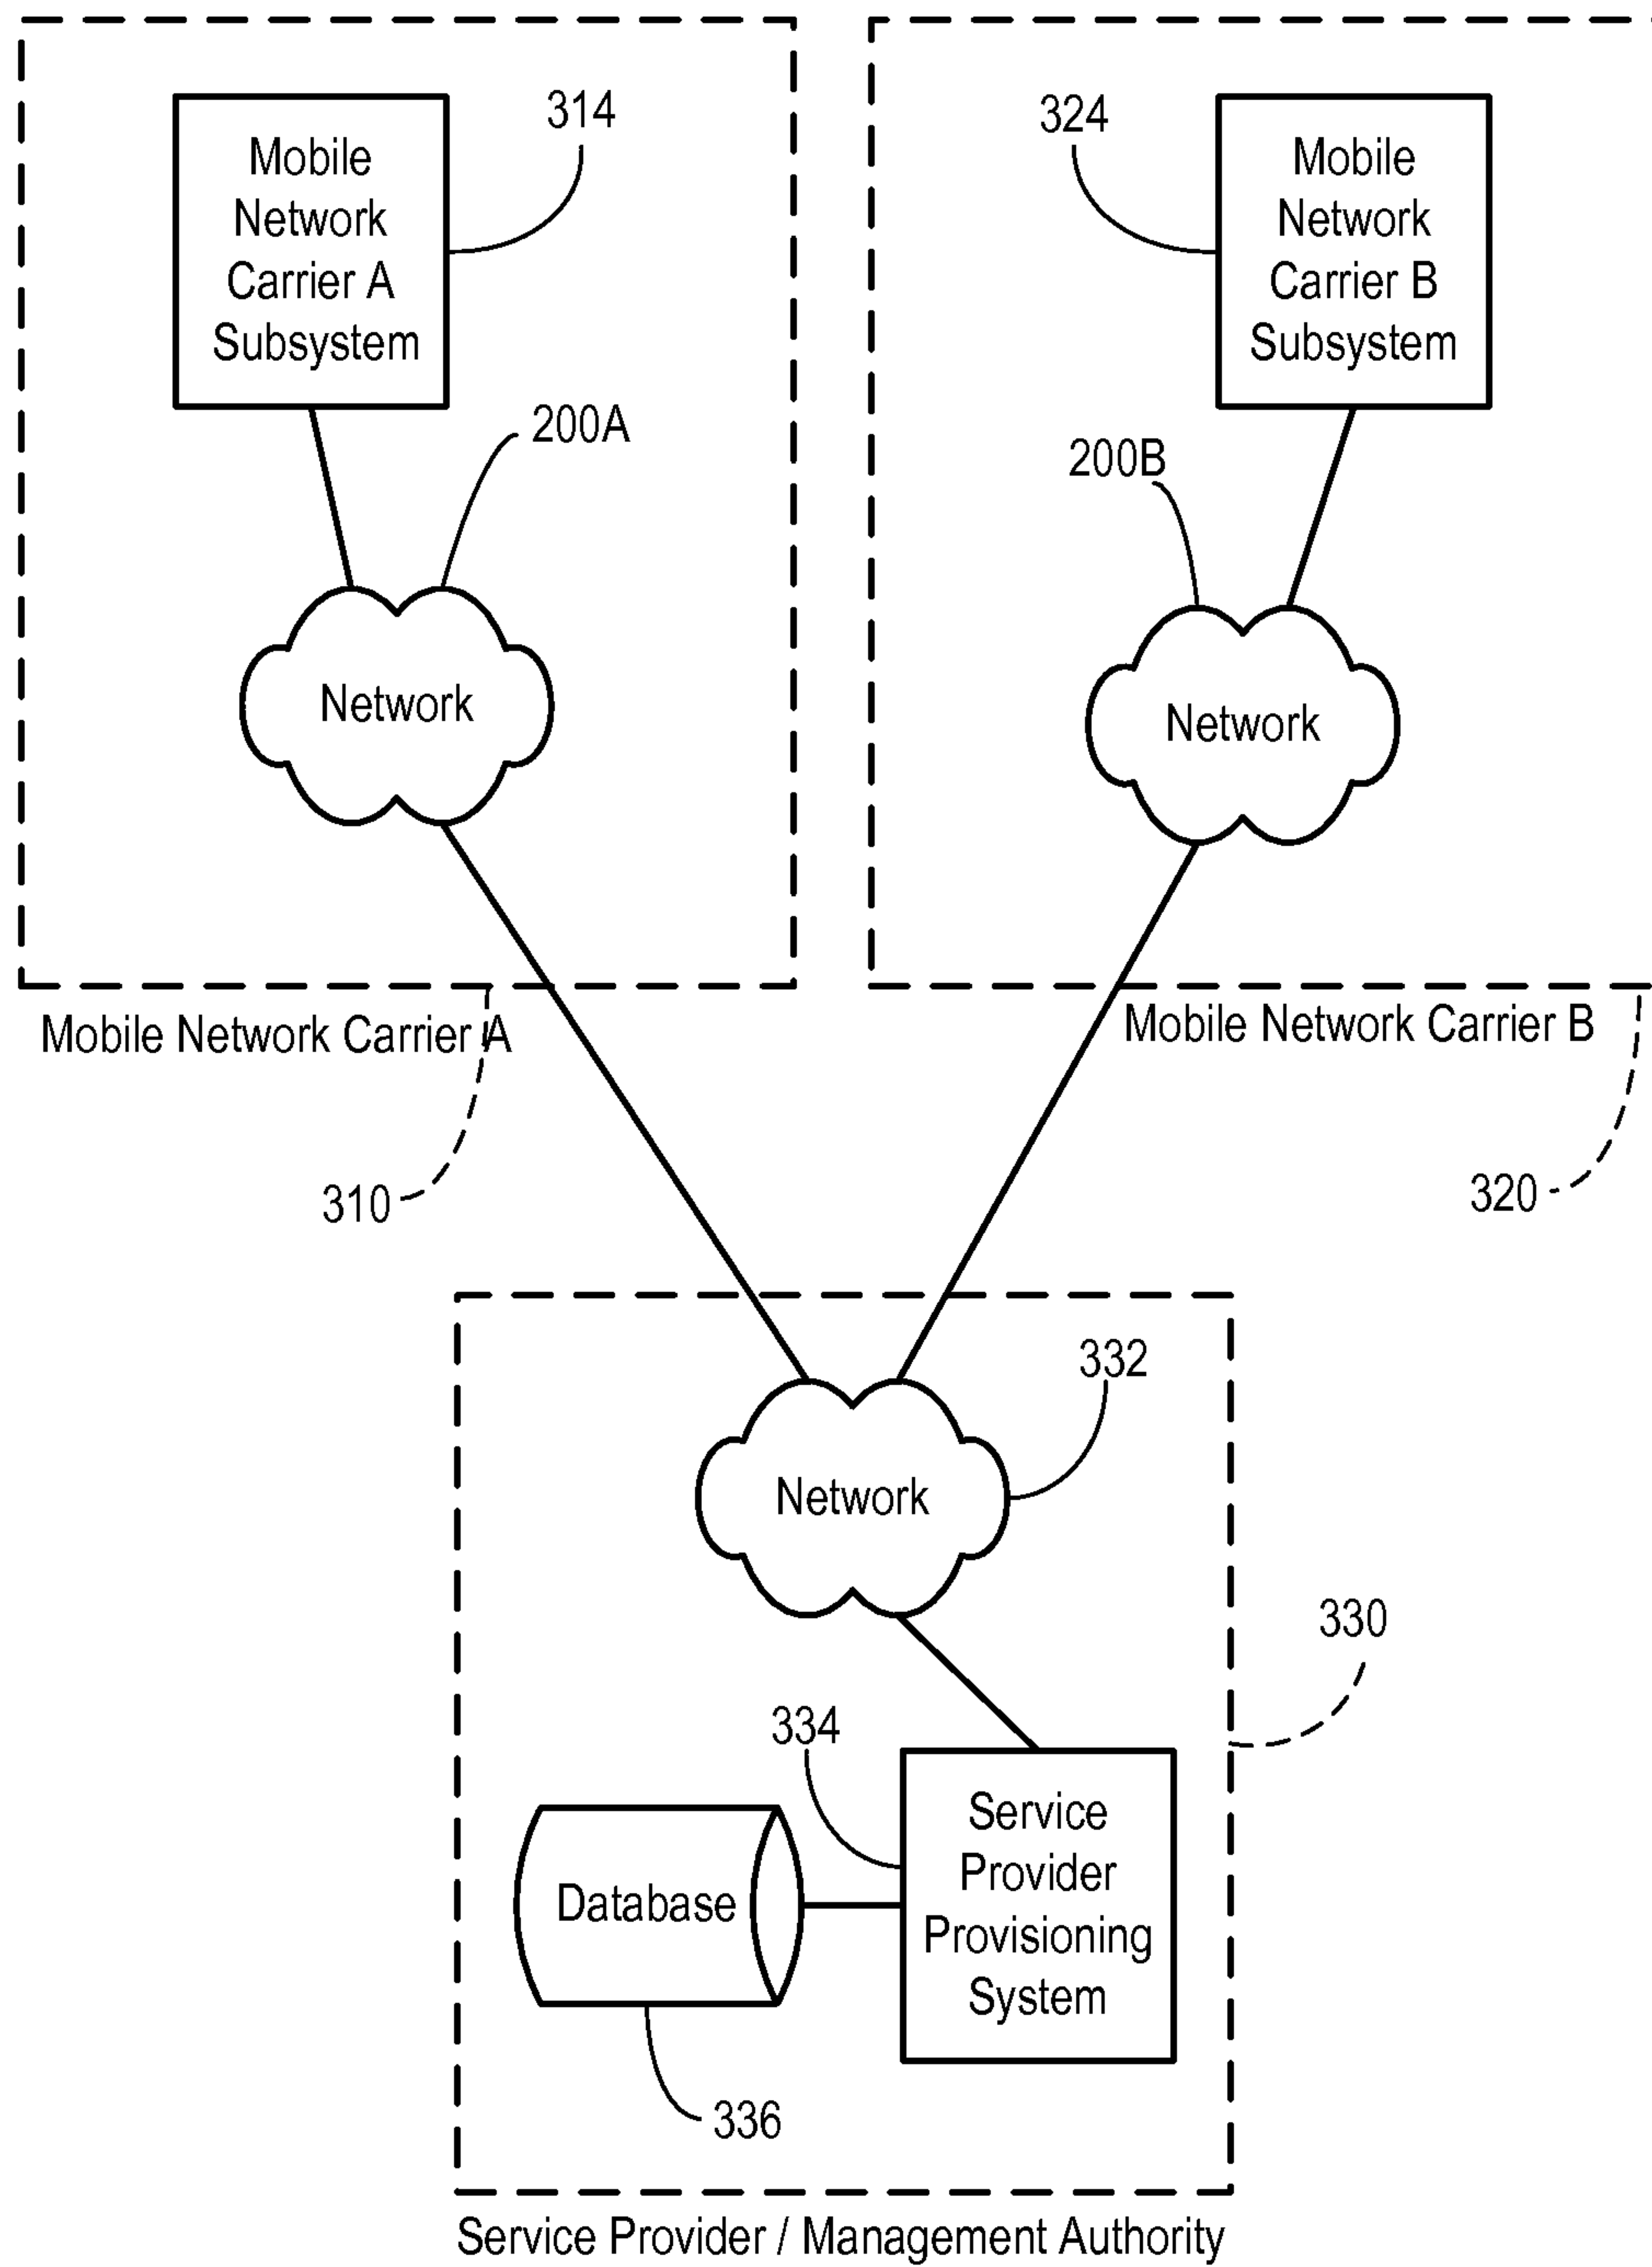 Mobile
Network
Carrier A
Subsystem
314
200A
Network
Mobile Network Carrier A
310
324
Mobile
Network
Carrier B
Subsystem
200B
Network
Mobile Network Carrier B
320
332
Network
330
334
Service
Provider
Provisioning
System
Database
336
Service Provider / Management Authority